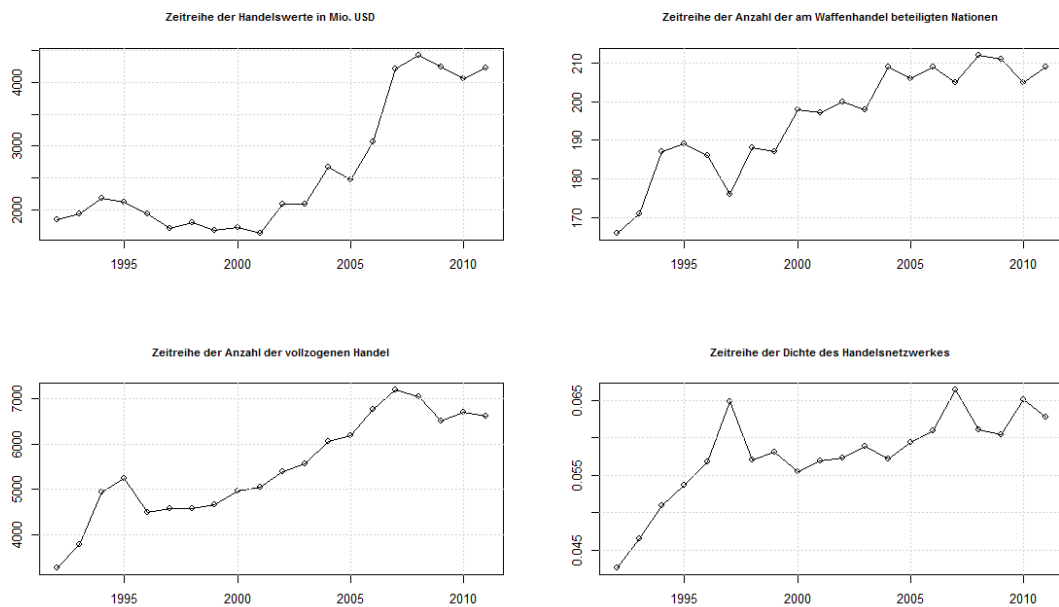 Zeitreihe der Handelswerte in Mio. USD
4000
3000
2000
1995 2000 2005 2010
Zeitreihe der Anzahl der am Waffenhandel beteiligten Nationen
210
200
190
180
170
1995 2000 2005 2010
Zeitreihe der Anzahl der vollzogenen Handel
7000
6000
5000
4000
1995 2000 2005 2010
Zeitreihe der Dichte des Handelsnetzwerkes
0.065
0.055
0.045
1995 2000 2005 2010